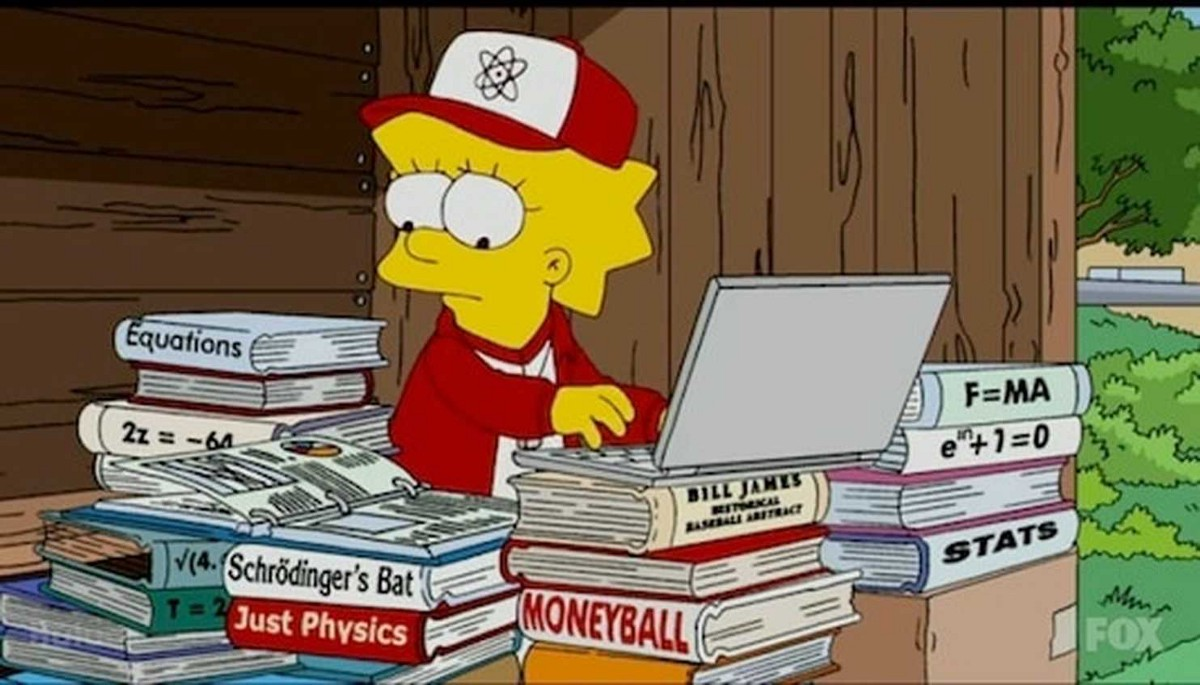 Equations
2z = -64
√(4.
T = 2
Schrödinger's Bat
Just Physics
BILL JAMES
HISTORICAL
BASEBALL ABSTRACT
MONEYBALL
F=MA
eⁱⁿ+1=0
STATS
FOX